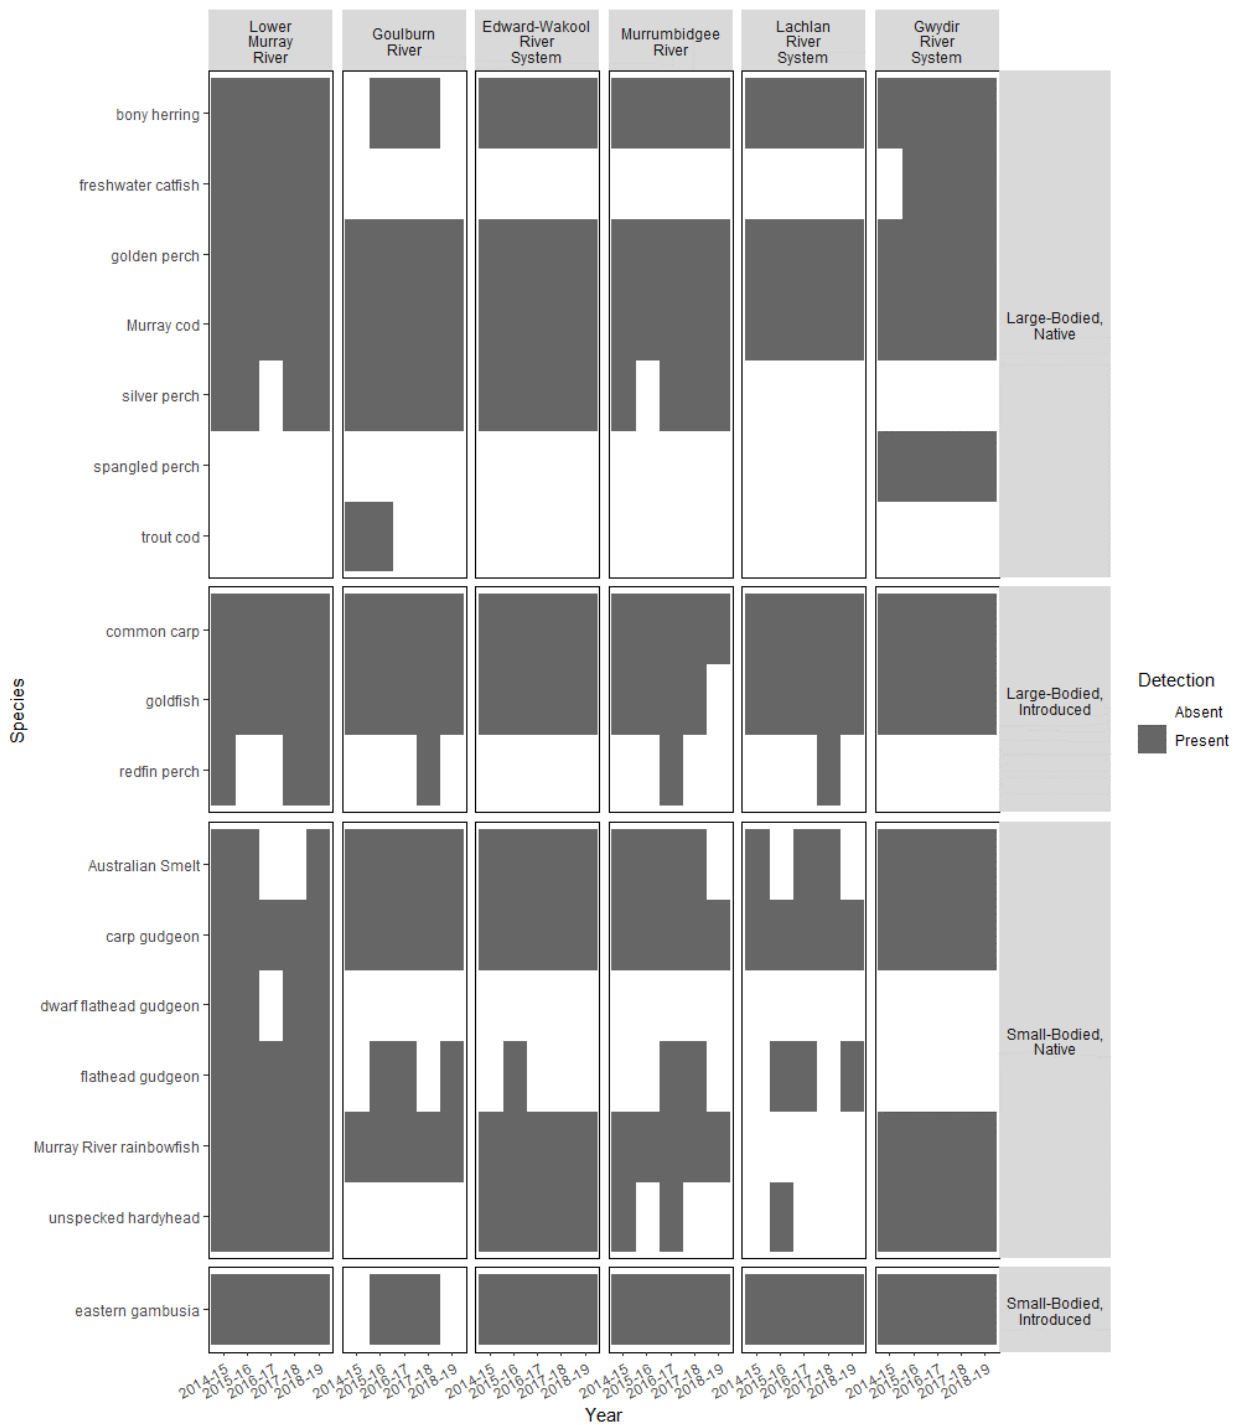 Lower
Murray
River
Goulburn
River
Edward-Wakool
River
System
Murrumbidgee
River
Lachlan
River
System
Gwydir
River
System
bony herring
freshwater catfish
golden perch
Murray cod
silver perch
spangled perch
trout cod
Large-Bodied,
Native
common carp
goldfish
redfin perch
Large-Bodied,
Introduced
Australian Smelt
carp gudgeon
dwarf flathead gudgeon
flathead gudgeon
Murray River rainbowfish
unspecked hardyhead
Small-Bodied,
Native
eastern gambusia
Small-Bodied,
Introduced
Species
Detection
Absent
Present
2014-15
2015-16
2016-17
2017-18
2018-19
2014-15
2015-16
2016-17
2017-18
2018-19
2014-15
2015-16
2016-17
2017-18
2018-19
2014-15
2015-16
2016-17
2017-18
2018-19
2014-15
2015-16
2016-17
2017-18
2018-19
2014-15
2015-16
2016-17
2017-18
2018-19
Year